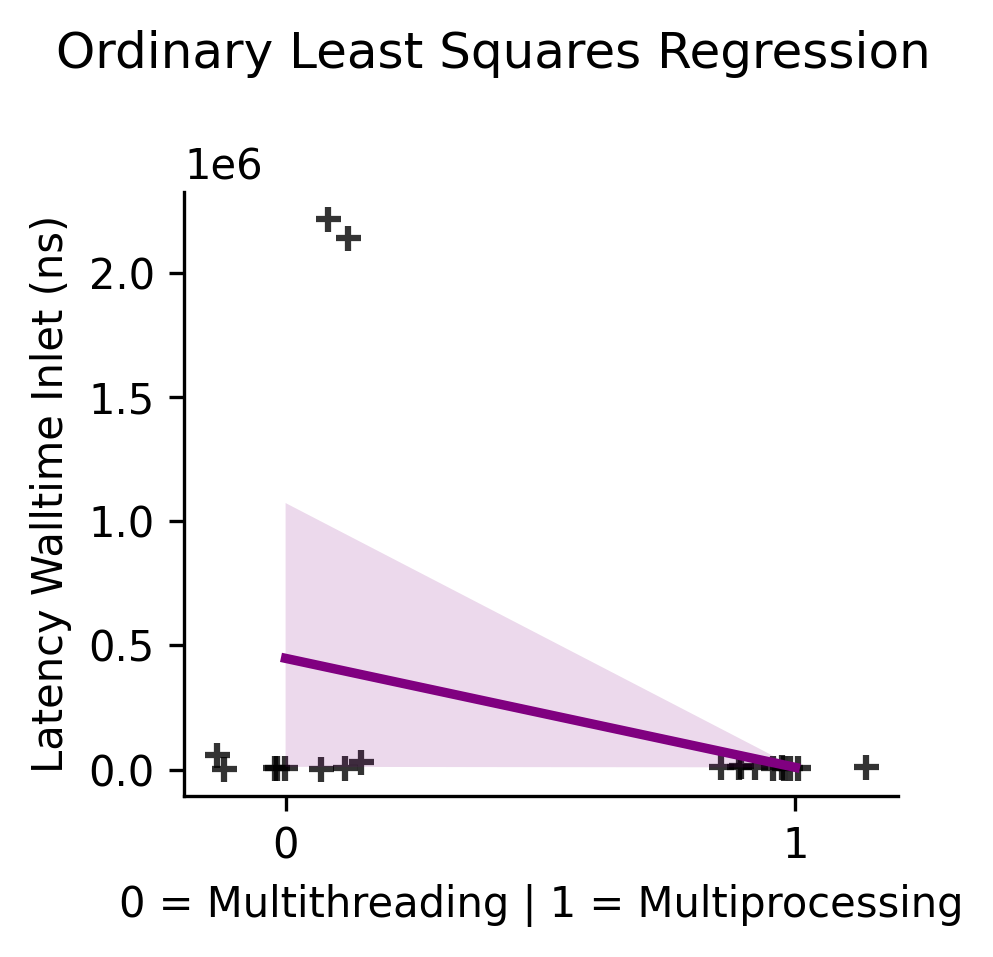 Ordinary Least Squares Regression
1e6
Latency Walltime Inlet (ns)
2.0
1.5
1.0
0.5
0.0
0
1
0 = Multithreading | 1 = Multiprocessing